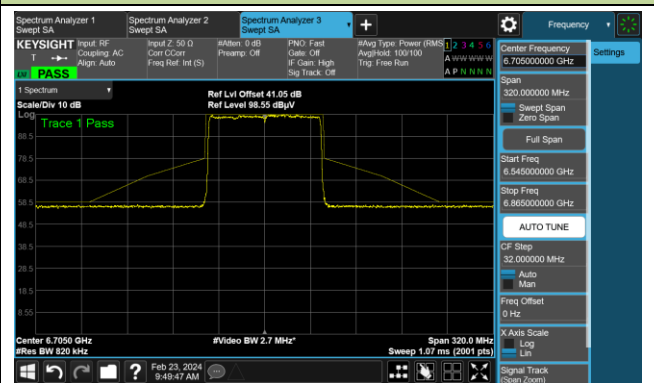 Spectrum Analyzer 1
Swept SA
Spectrum Analyzer 2
Swept SA
Spectrum Analyzer 3
Swept SA
Frequency
KEYSIGHT
Input: RF
Coupling: AC
Align: Auto
Input Z: 50 Ω
Corr CCorr
Freq Ref: Int (S)
#Atten: 0 dB
Preamp: Off
PNO: Fast
Gate: Off
IF Gain: High
Sig Track: Off
#Avg Type: Power (RMS
Avg|Hold: 100/100
Trig: Free Run
1 2 3 4 5 6
A W W W W W
A P N N N N
T
PASS
1 Spectrum
Scale/Div 10 dB
Ref Lvl Offset 41.05 dB
Ref Level 98.55 dBµV
Log
Trace 1 Pass
88.5
78.5
68.5
58.5
48.5
38.5
28.5
18.5
8.55
Center 6.7050 GHz
#Res BW 820 kHz
#Video BW 2.7 MHz*
Span 320.0 MHz
Sweep 1.07 ms (2001 pts)
Feb 23, 2024
9:49:47 AM
Center Frequency
6.705000000 GHz
Settings
Span
320.000000 MHz
Swept Span
Zero Span
Full Span
Start Freq
6.545000000 GHz
Stop Freq
6.865000000 GHz
AUTO TUNE
CF Step
32.000000 MHz
Auto
Man
Freq Offset
0 Hz
X Axis Scale
Log
Lin
Signal Track
(Span Zoom)